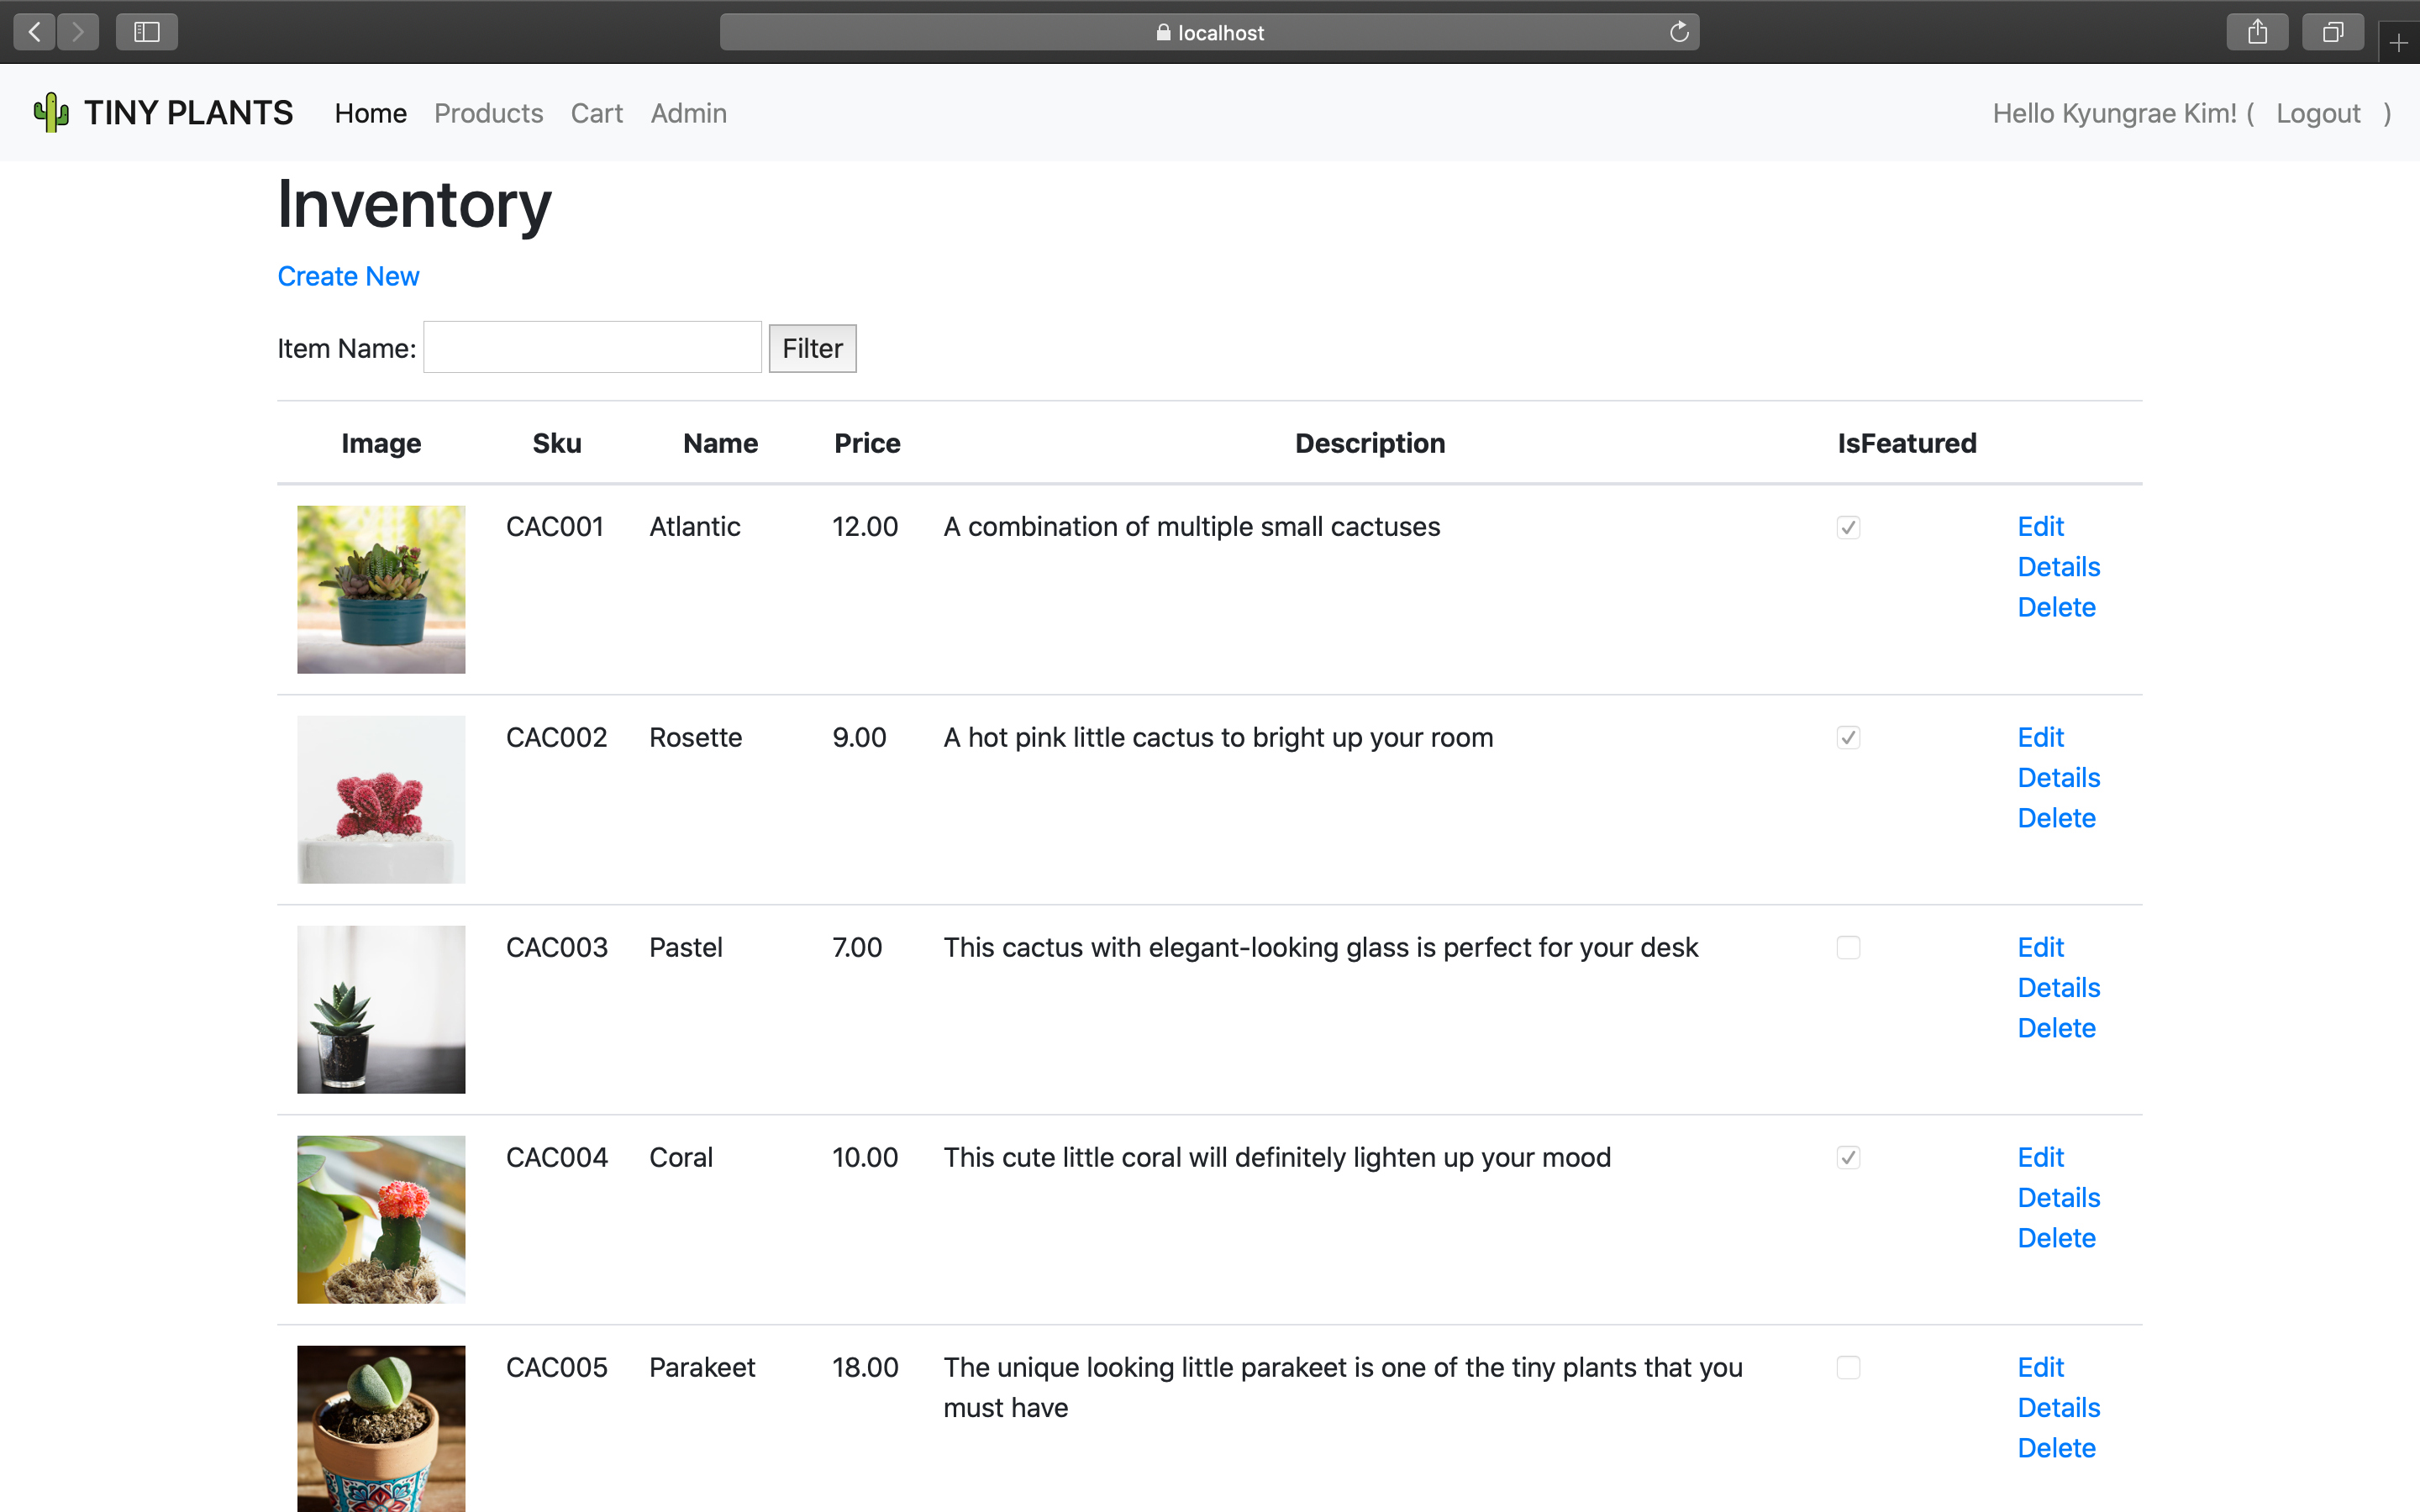 localhost
TINY PLANTS Home Products Cart Admin Hello Kyungrae Kim! ( Logout )
Inventory
Create New
Item Name: Filter
Image Sku Name Price Description IsFeatured
CAC001 Atlantic 12.00 A combination of multiple small cactuses Edit
Details
Delete
CAC002 Rosette 9.00 A hot pink little cactus to bright up your room Edit
Details
Delete
CAC003 Pastel 7.00 This cactus with elegant-looking glass is perfect for your desk Edit
Details
Delete
CAC004 Coral 10.00 This cute little coral will definitely lighten up your mood Edit
Details
Delete
CAC005 Parakeet 18.00 The unique looking little parakeet is one of the tiny plants that you Edit
must have Details
Delete